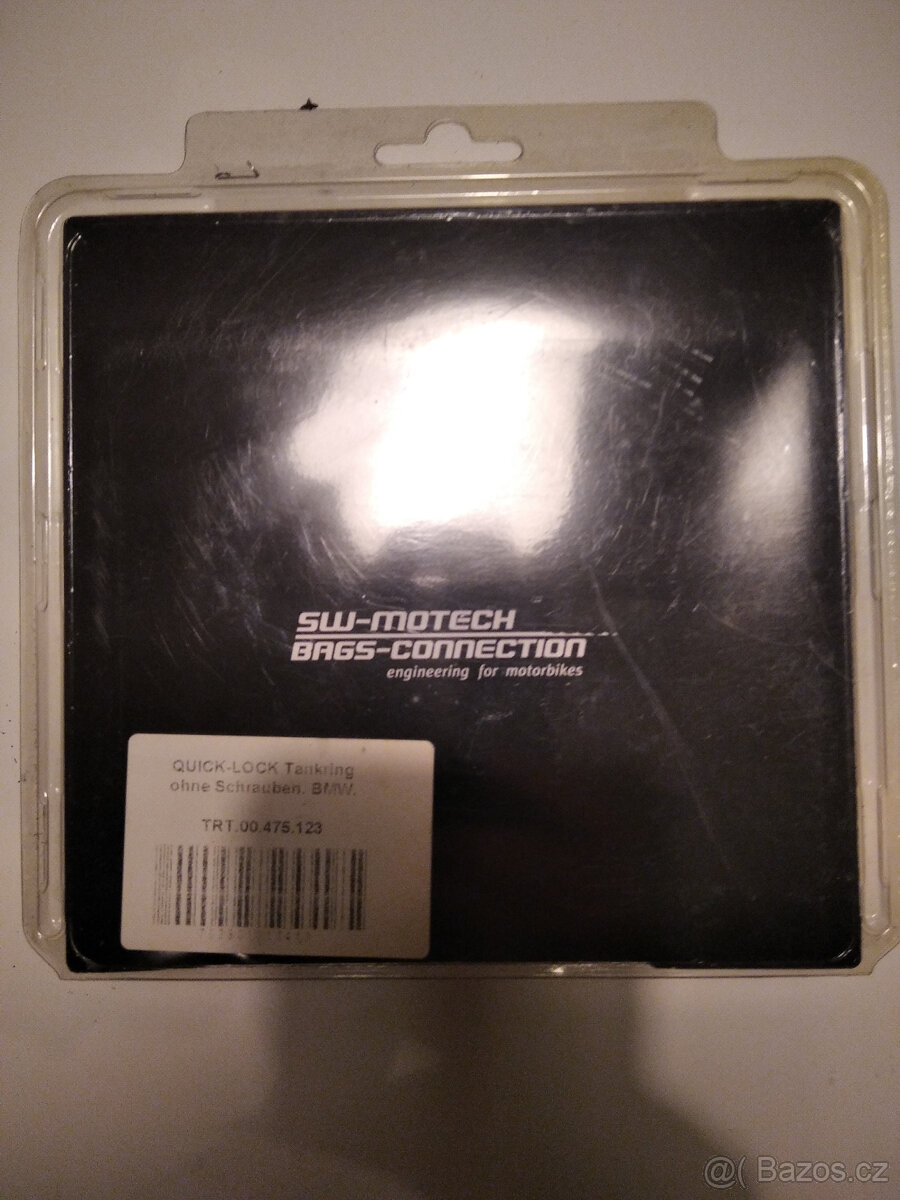 SW-MOTECH
BAGS-CONNECTION
engineering for motorbikes
QUICK-LOCK Tankring
ohne Schrauben. BMW.
TRT.00.475.123
@( Bazos.cz